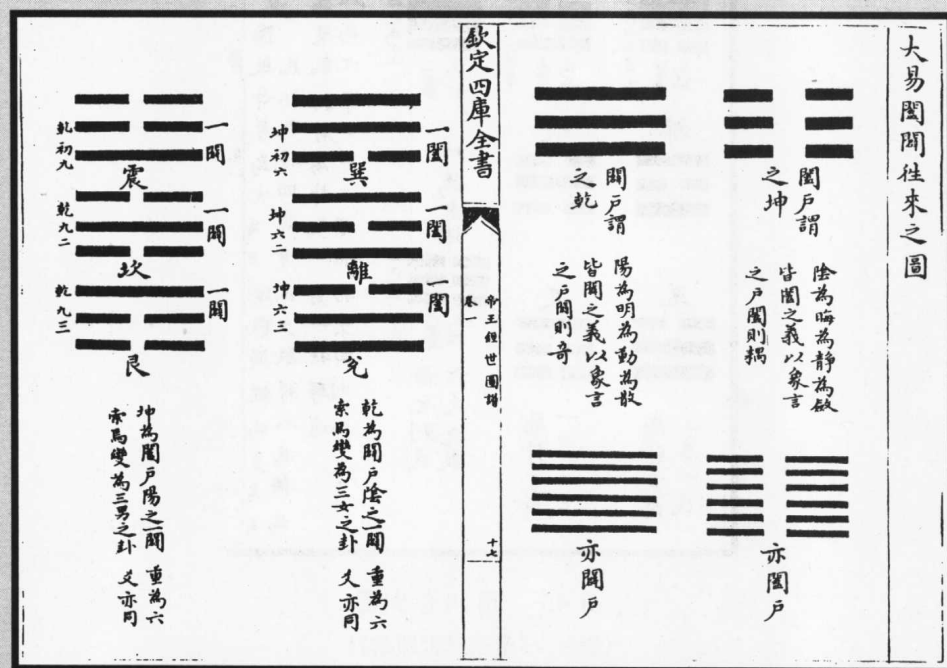 大易闔闢往來之圖
闔戶謂
之坤
陰為晦為靜為斂
皆闔之義以象言
之戶闔則耦
亦闔戶
闢戶謂
之乾
陽為明為動為散
皆闢之義以象言
之戶闢則奇
亦闢戶
欽定四庫全書
帝王經世圖譜
卷一
十七
一闔
坤初六
巽
一闔
坤六二
離
一闔
坤六三
兌
乾為闢戶陰之一闔 重為六
索焉變為三女之卦 爻亦同
一闢
乾初九
震
一闢
乾九二
坎
一闢
乾九三
艮
坤為闔戶陽之一闢 重為六
索焉變為三男之卦 爻亦同